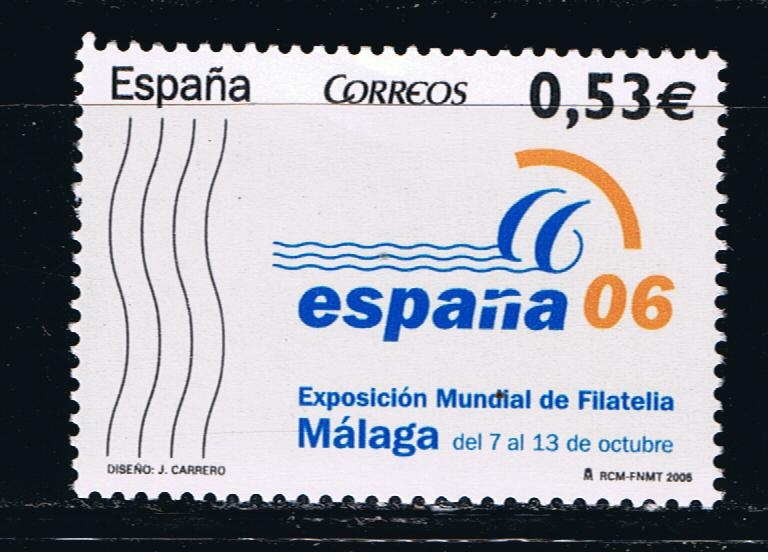 España CORREOS 0,53€
españa 06
Exposición Mundial de Filatelia
Málaga del 7 al 13 de octubre
DISEÑO: J. CARRERO RCM-FNMT 2006